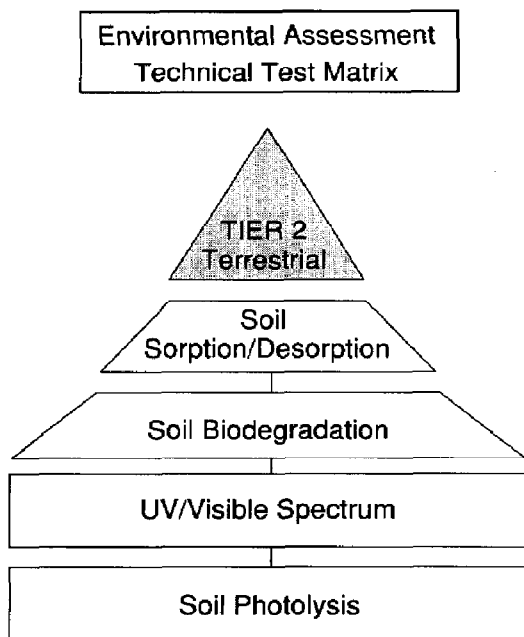 Environmental Assessment
Technical Test Matrix
TIER 2
Terrestrial
Soil
Sorption/Desorption
Soil Biodegradation
UV/Visible Spectrum
Soil Photolysis